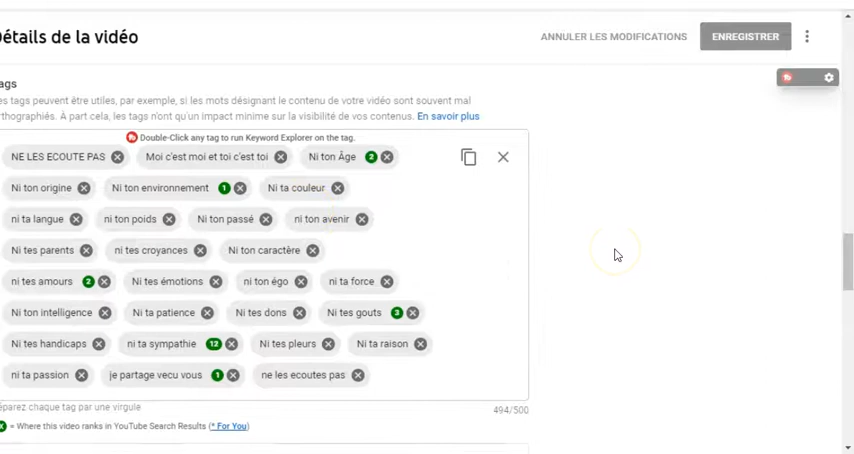 Détails de la vidéo ANNULER LES MODIFICATIONS ENREGISTRER
ags
es tags peuvent être utiles, par exemple, si les mots désignant le contenu de votre vidéo sont souvent mal
rthographiés. À part cela, les tags n'ont qu'un impact minime sur la visibilité de vos contenus. En savoir plus
Double-Click any tag to run Keyword Explorer on the tag.
NE LES ECOUTE PAS Moi c'est moi et toi c'est toi Ni ton Âge 2
Ni ton origine Ni ton environnement 1 Ni ta couleur
ni ta langue ni ton poids Ni ton passé ni ton avenir
Ni tes parents ni tes croyances Ni ton caractère
ni tes amours 2 Ni tes émotions ni ton égo ni ta force
Ni ton intelligence Ni ta patience Ni tes dons Ni tes gouts 3
Ni tes handicaps ni ta sympathie 12 Ni tes pleurs Ni ta raison
ni ta passion je partage vecu vous 1 ne les ecoutes pas
éparez chaque tag par une virgule 494/500
X = Where this video ranks in YouTube Search Results (* For You)